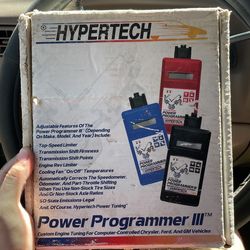 HYPERTECH
Adjustable Features Of The
Power Programmer III™ (Depending
On Make, Model, And Year) Include:
Top-Speed Limiter
Transmission Shift Firmness
Transmission Shift Points
Engine Rev Limiter
Cooling Fan "On/Off" Temperatures
Automatically Corrects The Speedometer,
Odometer, And Part-Throttle Shifting
When You Use Non-Stock Tire Sizes
And/Or Non-Stock Axle Ratios
50-State Emissions-Legal
And, Of Course, Hypertech Power Tuning
Power Programmer III™
Custom Engine Tuning For Computer Controlled Chrysler, Ford, And GM Vehicles